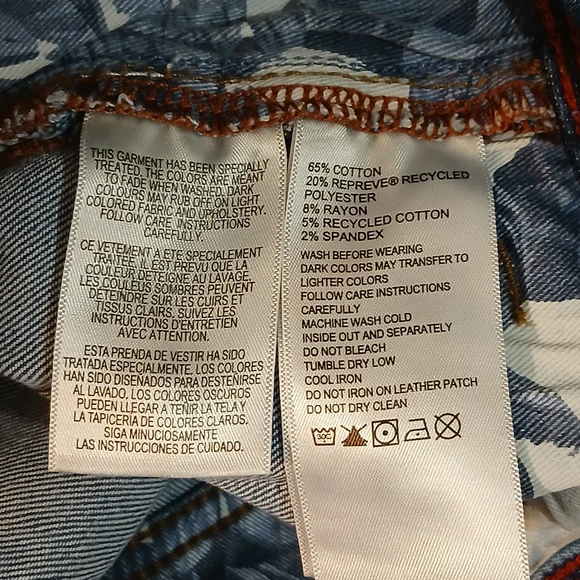 THIS GARMENT HAS BEEN SPECIALLY
TREATED. THE COLORS ARE MEANT
TO FADE WHEN WASHED. DARK
COLOURS MAY RUB OFF ON LIGHT
COLORED FABRIC AND UPHOLSTERY.
FOLLOW CARE INSTRUCTIONS
CAREFULLY.
CE VETEMENT A ÉTÉ SPECIALEMENT
TRAITÉE. IL EST PRÉVU QUE LA
COULEUR DETEIGNE AU LAVAGE.
LES COULEUS SOMBRES PEUVENT
DETEINDRE SUR LES CUIRS ET
TISSUS CLAIRS. SUIVEZ LES
INSTRUCTIONS D'ENTRETIEN
AVEC ATTENTION.
ESTA PRENDA DE VESTIR HA SIDO
TRATADA ESPECIALMENTE. LOS COLORES
HAN SIDO DISEÑADOS PARA DESTEÑIRSE
AL LAVADO. LOS COLORES OSCUROS
PUEDEN LLEGAR A TEÑIR LA TELA Y
LA TAPICERIA DE COLORES CLAROS.
SIGA MINUCIOSAMENTE
LAS INSTRUCCIONES DE CUIDADO.
65% COTTON
20% REPREVE® RECYCLED
POLYESTER
8% RAYON
5% RECYCLED COTTON
2% SPANDEX
WASH BEFORE WEARING
DARK COLORS MAY TRANSFER TO
LIGHTER COLORS
FOLLOW CARE INSTRUCTIONS
CAREFULLY
MACHINE WASH COLD
INSIDE OUT AND SEPARATELY
DO NOT BLEACH
TUMBLE DRY LOW
COOL IRON
DO NOT IRON ON LEATHER PATCH
DO NOT DRY CLEAN